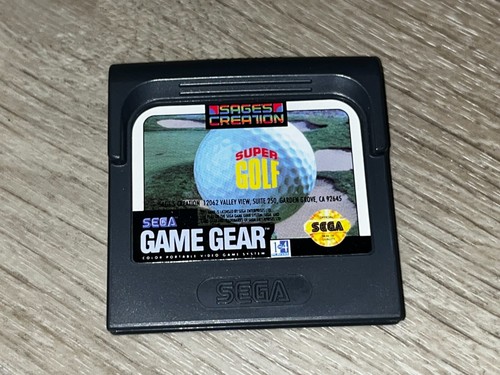 SAGES
CREATION
SUPER
GOLF
SAGES CREATION 12062 VALLEY VIEW, SUITE 250, GARDEN GROVE, CA 92645
SEGA
GAME GEAR™
COLOR PORTABLE VIDEO GAME SYSTEM
SEGA
SEGA